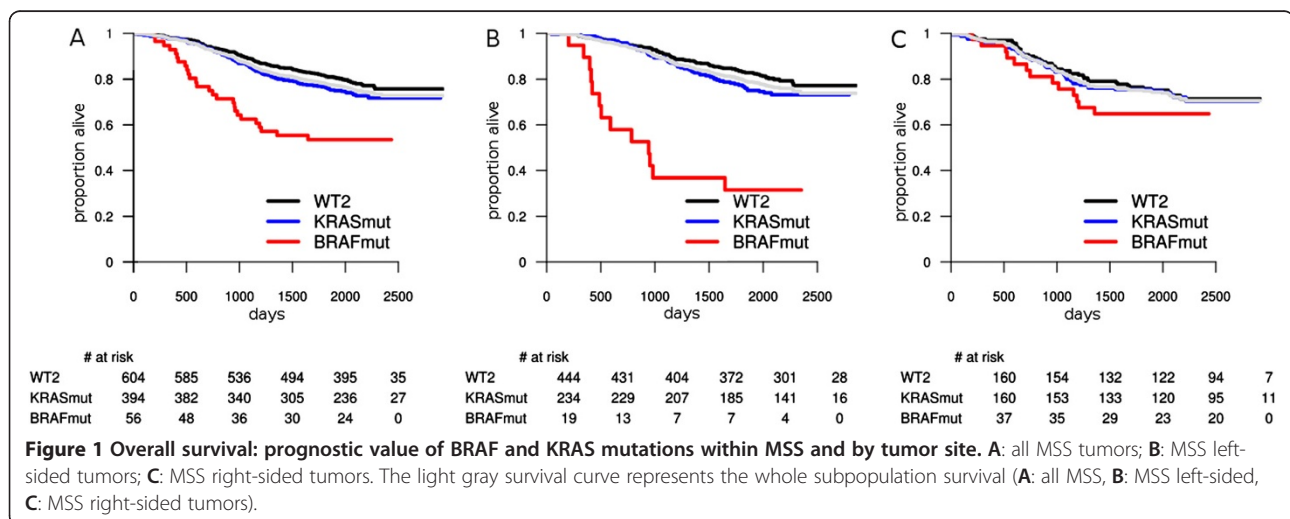 A
B
C
proportion alive
1
0.8
0.6
0.4
0.2
0
WT2
KRASmut
BRAFmut
0 500 1000 1500 2000 2500
days
proportion alive
1
0.8
0.6
0.4
0.2
0
WT2
KRASmut
BRAFmut
0 500 1000 1500 2000 2500
days
proportion alive
1
0.8
0.6
0.4
0.2
0
WT2
KRASmut
BRAFmut
0 500 1000 1500 2000 2500
days
# at risk
WT2 604 585 536 494 395 35
KRASmut 394 382 340 305 236 27
BRAFmut 56 48 36 30 24 0
# at risk
WT2 444 431 404 372 301 28
KRASmut 234 229 207 185 141 16
BRAFmut 19 13 7 7 4 0
# at risk
WT2 160 154 132 122 94 7
KRASmut 160 153 133 120 95 11
BRAFmut 37 35 29 23 20 0
Figure 1 Overall survival: prognostic value of BRAF and KRAS mutations within MSS and by tumor site. A: all MSS tumors; B: MSS left-
sided tumors; C: MSS right-sided tumors. The light gray survival curve represents the whole subpopulation survival (A: all MSS, B: MSS left-sided,
C: MSS right-sided tumors).